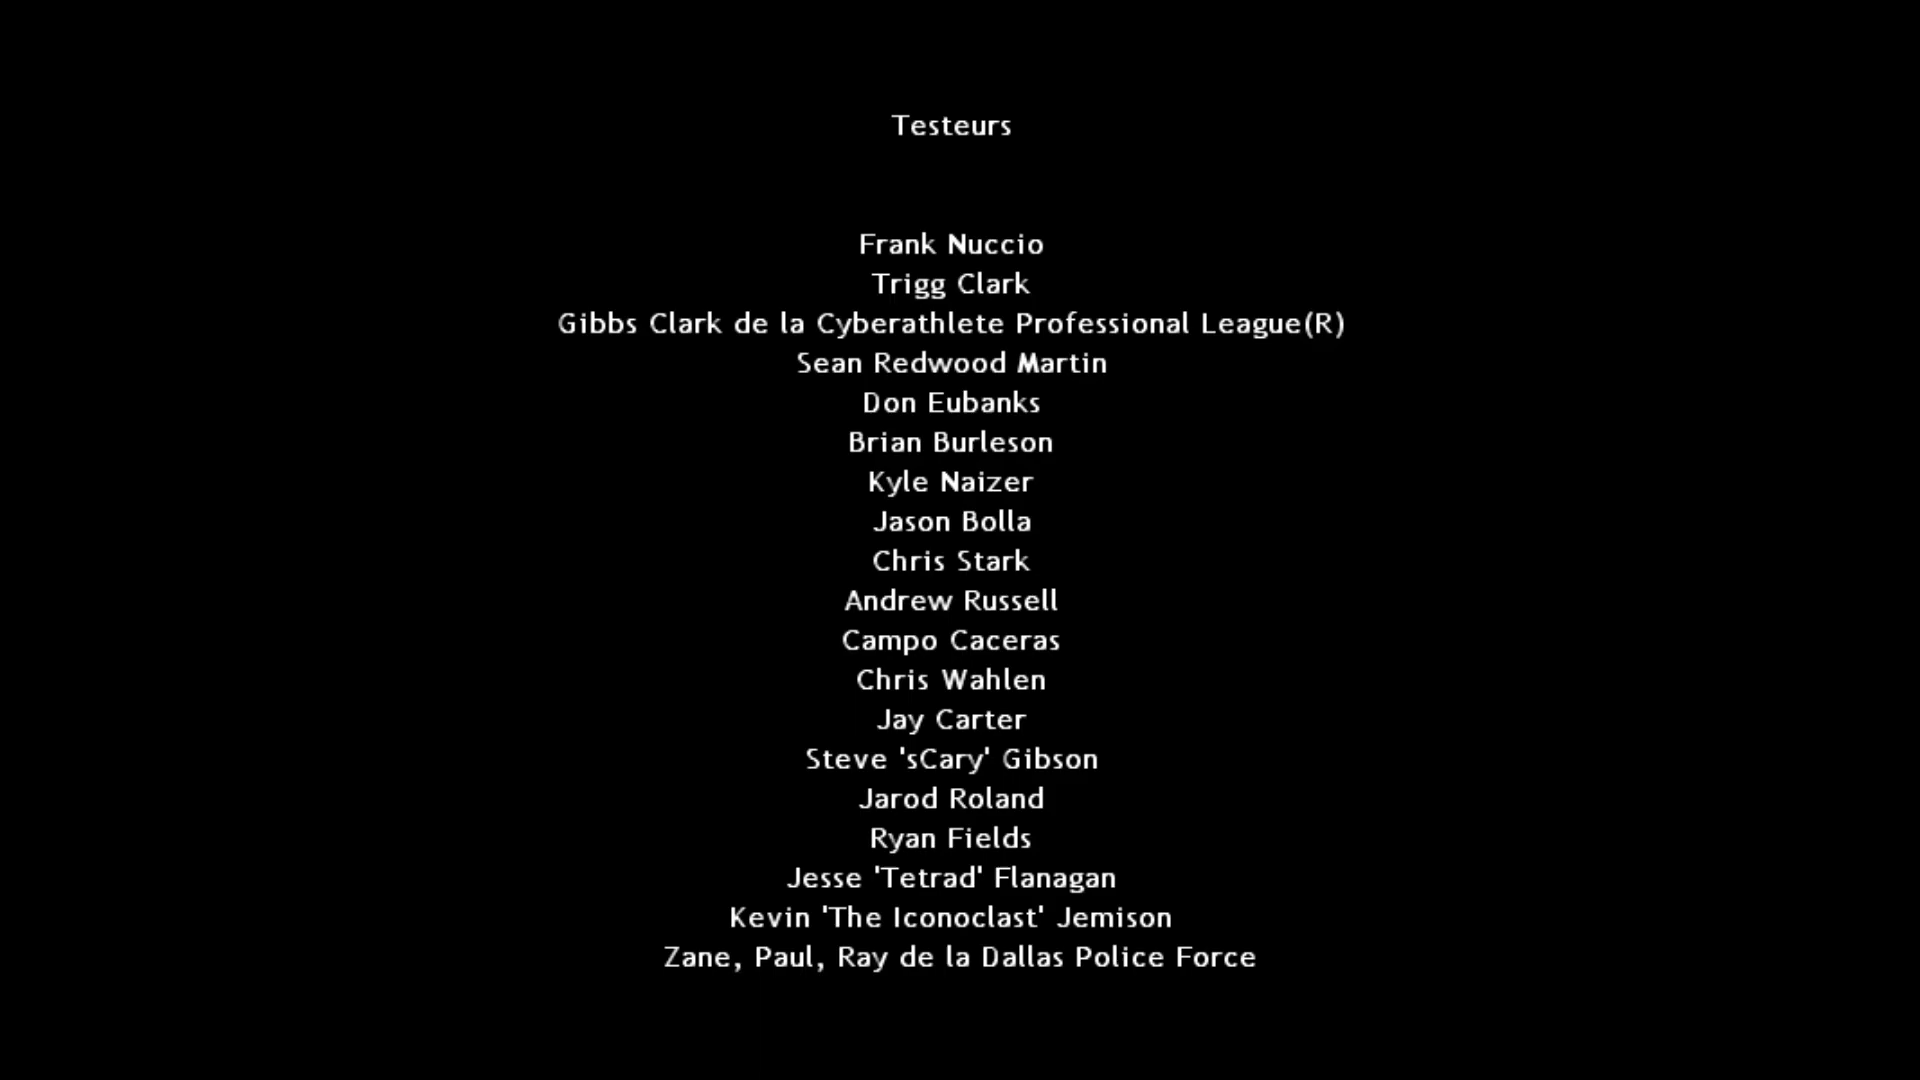 Testeurs
Frank Nuccio
Trigg Clark
Gibbs Clark de la Cyberathlete Professional League(R)
Sean Redwood Martin
Don Eubanks
Brian Burleson
Kyle Naizer
Jason Bolla
Chris Stark
Andrew Russell
Campo Caceras
Chris Wahlen
Jay Carter
Steve 'sCary' Gibson
Jarod Roland
Ryan Fields
Jesse 'Tetrad' Flanagan
Kevin 'The Iconoclast' Jemison
Zane, Paul, Ray de la Dallas Police Force